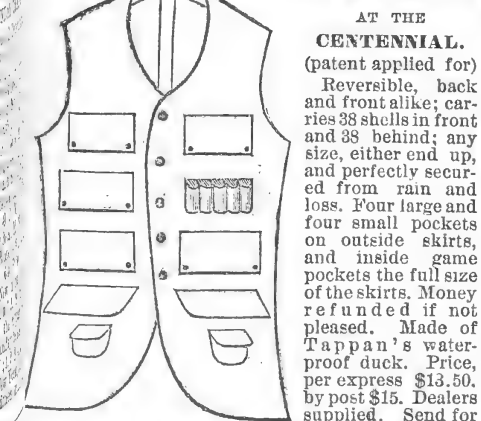 AT THE
CENTENNIAL.
(patent applied for)
Reversible, back
and front alike; car-
ries 38 shells in front
and 38 behind; any
size, either end up,
and perfectly secur-
ed from rain and
loss. Four large and
four small pockets
on outside skirts,
and inside game
pockets the full size
of the skirts. Money
refunded if not
pleased. Made of
Tappan's water-
proof duck. Price,
per express $13.50.
by post $15. Dealers
supplied. Send for